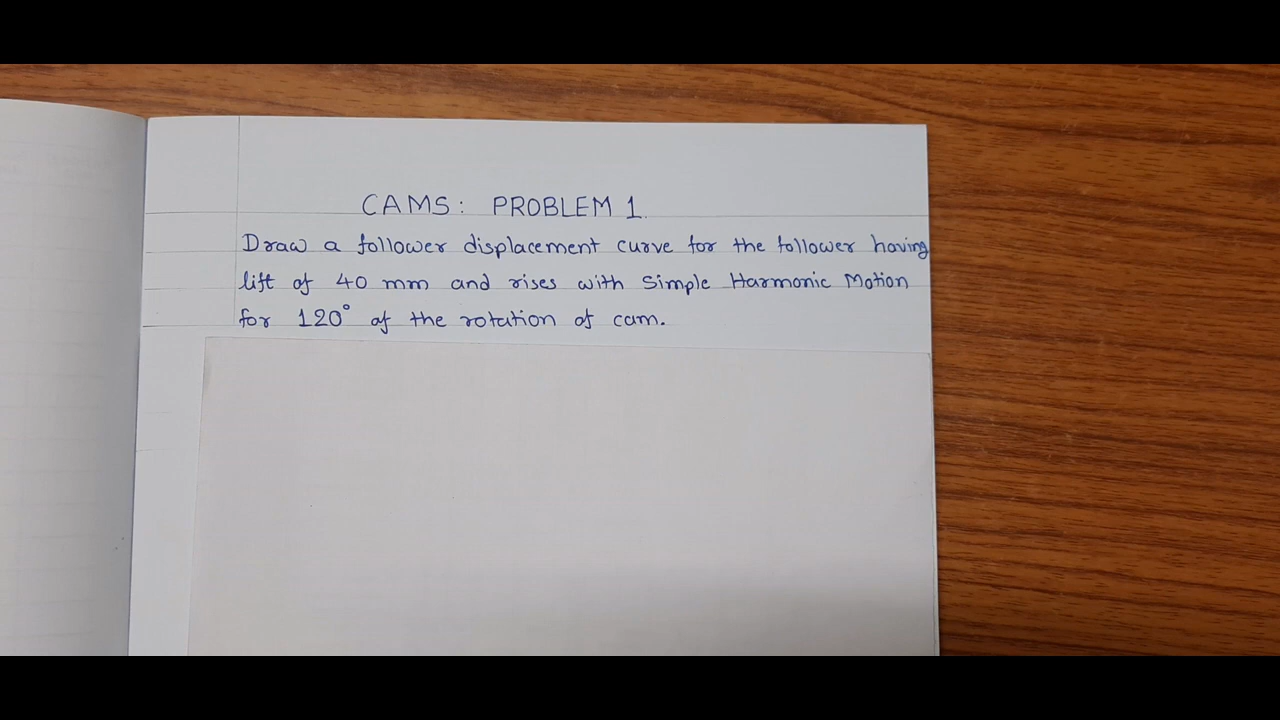 CAMS: PROBLEM 1.
Draw a follower displacement curve for the follower having
lift of 40 mm and rises with Simple Harmonic Motion
for 120° of the rotation of cam.